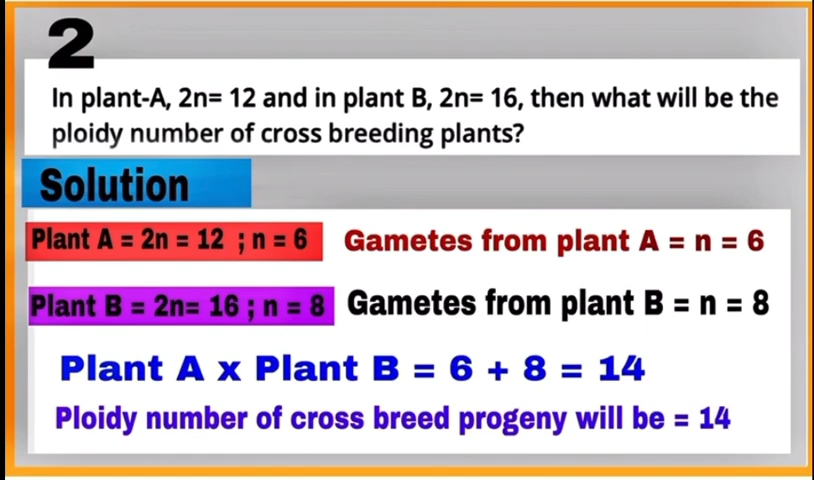 2
In plant-A, 2n= 12 and in plant B, 2n= 16, then what will be the
ploidy number of cross breeding plants?
Solution
Plant A = 2n = 12 ; n = 6 Gametes from plant A = n = 6
Plant B = 2n= 16 ; n = 8 Gametes from plant B = n = 8
Plant A x Plant B = 6 + 8 = 14
Ploidy number of cross breed progeny will be = 14